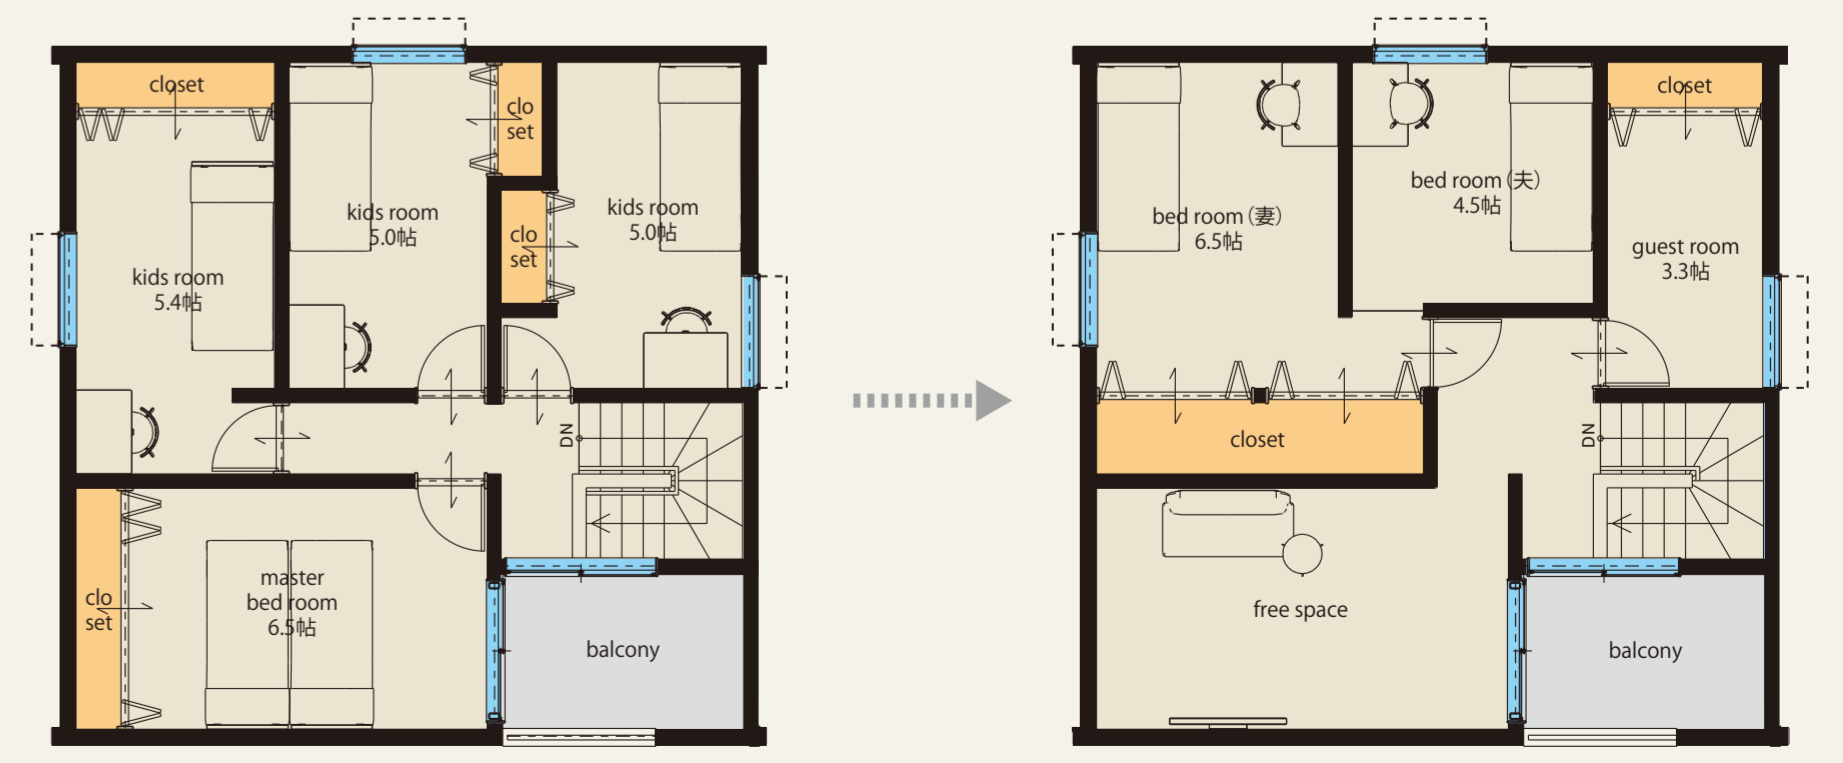 closet
clo
set
kids room
5.0帖
kids room
5.0帖
clo
set
kids room
5.4帖
DN
master
bed room
6.5帖
clo
set
balcony
closet
bed room（夫）
4.5帖
bed room（妻）
6.5帖
guest room
3.3帖
closet
DN
free space
balcony